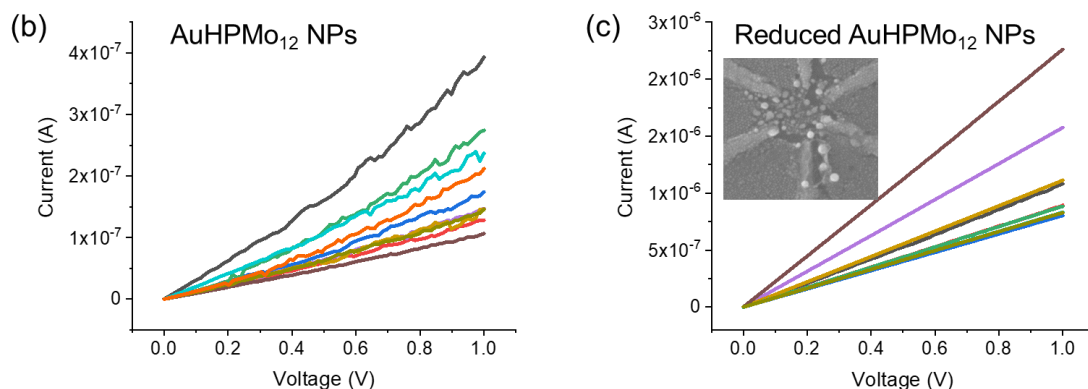 (b)
AuHPMo₁₂ NPs
Current (A)
4x10⁻⁷
3x10⁻⁷
2x10⁻⁷
1x10⁻⁷
0
-1x10⁻⁷
0.0 0.2 0.4 0.6 0.8 1.0
Voltage (V)
(c)
Reduced AuHPMo₁₂ NPs
Current (A)
3x10⁻⁶
2x10⁻⁶
2x10⁻⁶
1x10⁻⁶
5x10⁻⁷
0
0.0 0.2 0.4 0.6 0.8 1.0
Voltage (V)